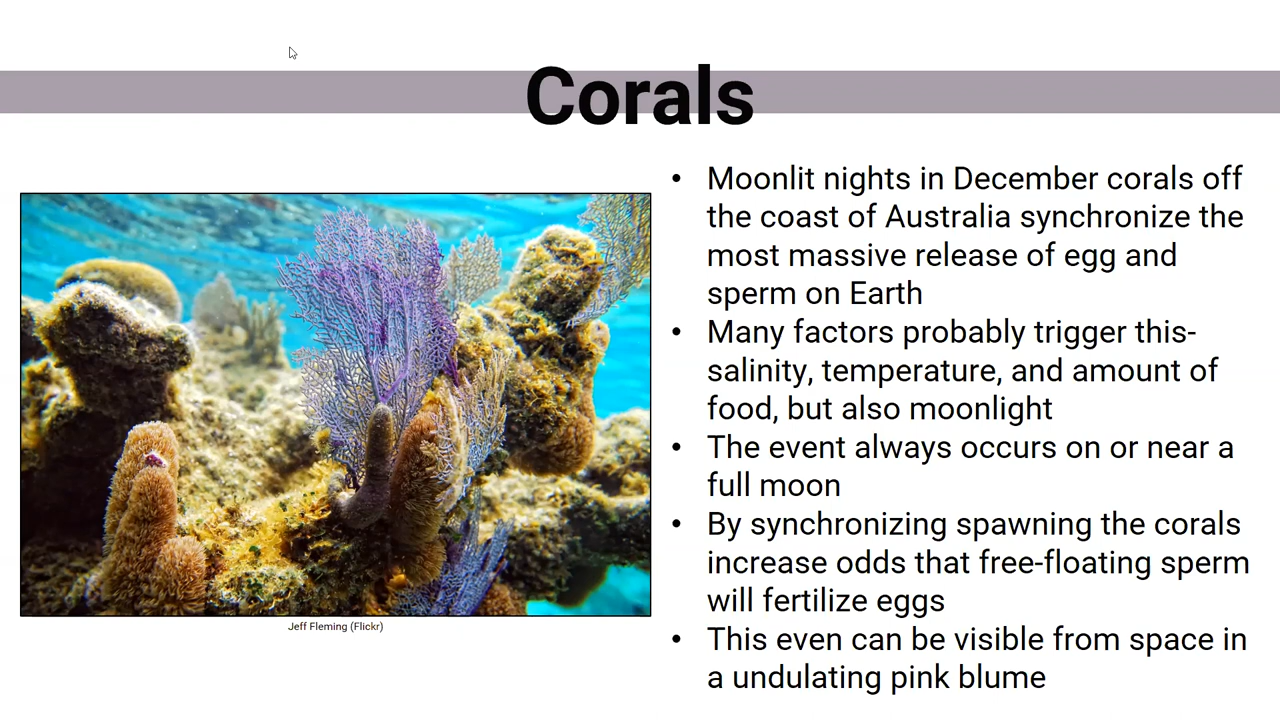 Corals
• Moonlit nights in December corals off
the coast of Australia synchronize the
most massive release of egg and
sperm on Earth
• Many factors probably trigger this-
salinity, temperature, and amount of
food, but also moonlight
• The event always occurs on or near a
full moon
• By synchronizing spawning the corals
increase odds that free-floating sperm
will fertilize eggs
• This even can be visible from space in
a undulating pink blume
Jeff Fleming (Flickr)